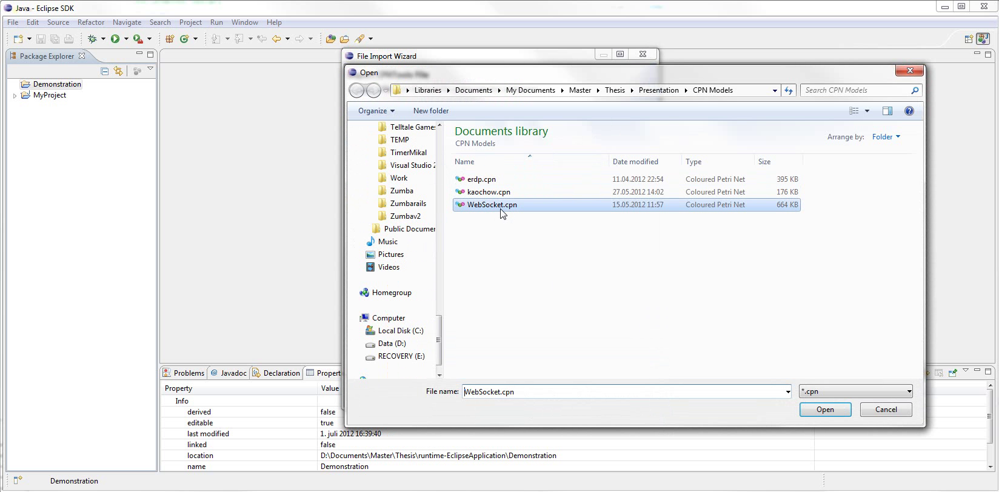 Java - Eclipse SDK
File Edit Source Refactor Navigate Search Project Run Window Help
Package Explorer
Demonstration
MyProject
File Import Wizard
Open
Libraries Documents My Documents Master Thesis Presentation CPN Models
Search CPN Models
Organize New folder
Telltale Games
TEMP
TimerMikal
Visual Studio 2
Work
Zumba
Zumbarails
Zumbav2
Public Documen
Music
Pictures
Videos
Homegroup
Computer
Local Disk (C:)
Data (D:)
RECOVERY (E:)
Documents library
CPN Models
Arrange by: Folder
Name Date modified Type Size
erdp.cpn 11.04.2012 22:54 Coloured Petri Net 395 KB
kaochow.cpn 27.05.2012 14:02 Coloured Petri Net 176 KB
WebSocket.cpn 15.05.2012 11:57 Coloured Petri Net 664 KB
File name: WebSocket.cpn *.cpn
Open Cancel
Problems @ Javadoc Declaration Propert
Property Value
Info
derived false
editable true
last modified 1. juli 2012 16:39:40
linked false
location D:\Documents\Master\Thesis\runtime-EclipseApplication\Demonstration
name Demonstration
Demonstration